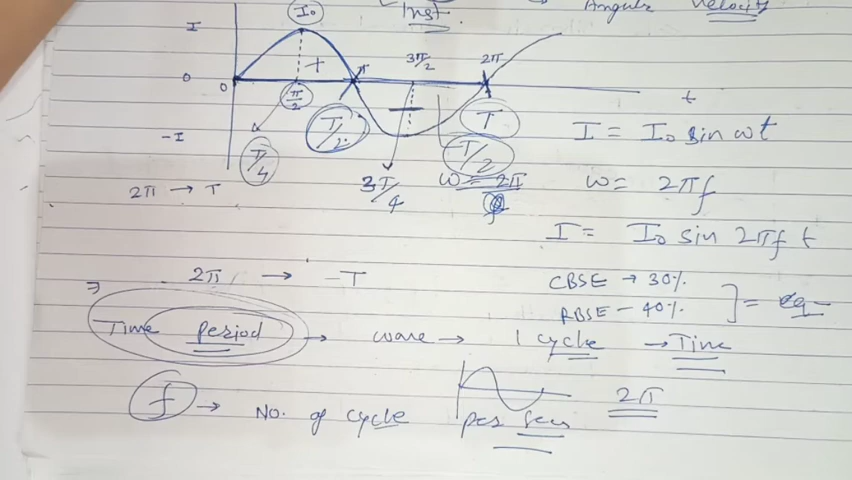 Inst. Angular velocity
I I₀
+ π 3π/2 2π
0 0 π/2 T t
-I T/4 T/2 - T/2 I = I₀ sin ωt
2π → T 3T/4 ω = 2π ω = 2πf
I = I₀ sin 2πf t
2π → -T CBSE → 30%.
RBSE - 40%. ] = eq-
Time period → wave → 1 cycle → Time
f → No. of cycle per sec 2π